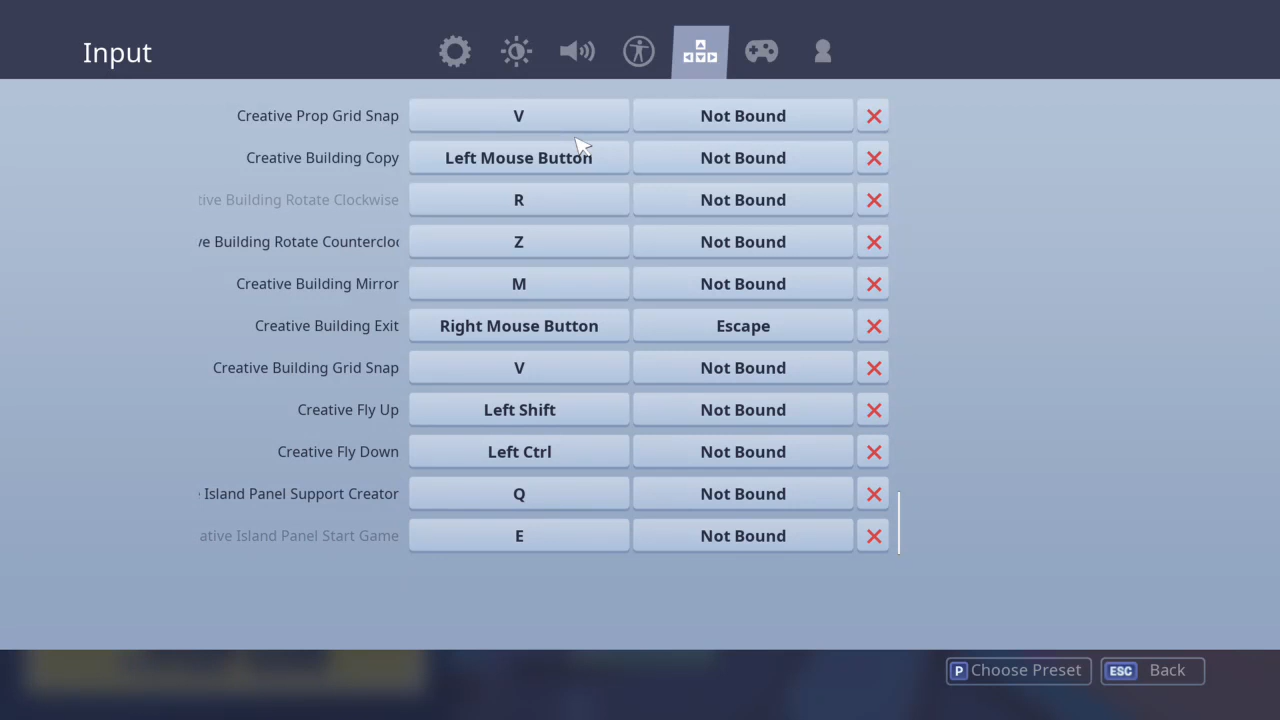 Input
Creative Prop Grid Snap V Not Bound
Creative Building Copy Left Mouse Button Not Bound
tive Building Rotate Clockwise R Not Bound
ve Building Rotate Counterclo Z Not Bound
Creative Building Mirror M Not Bound
Creative Building Exit Right Mouse Button Escape
Creative Building Grid Snap V Not Bound
Creative Fly Up Left Shift Not Bound
Creative Fly Down Left Ctrl Not Bound
Island Panel Support Creator Q Not Bound
ative Island Panel Start Game E Not Bound
P Choose Preset ESC Back